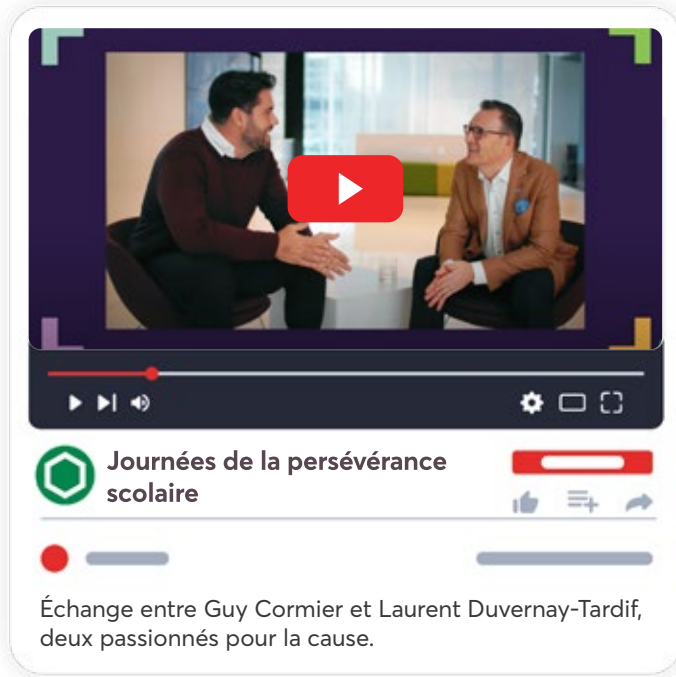 Journées de la persévérance
scolaire
Échange entre Guy Cormier et Laurent Duvernay-Tardif,
deux passionnés pour la cause.